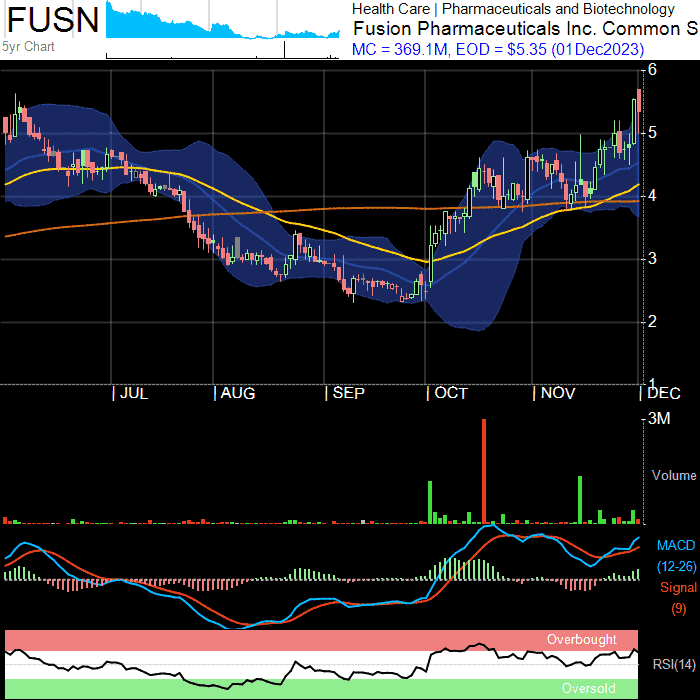 FUSN
Health Care | Pharmaceuticals and Biotechnology
Fusion Pharmaceuticals Inc. Common S
5yr Chart
MC = 369.1M, EOD = $5.35 (01Dec2023)
6
5
4
3
2
1
| JUL | AUG | SEP | OCT | NOV | DEC
3M
Volume
MACD
(12-26)
Signal
(9)
Overbought
RSI(14)
Oversold